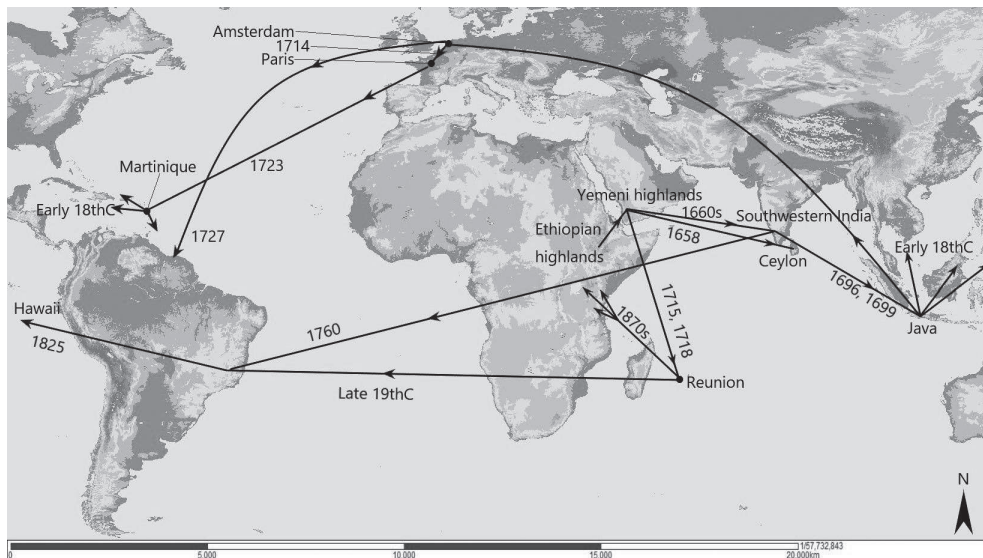 Amsterdam
1714
Paris
Martinique
1723
Early 18thC
1727
Yemeni highlands
1660s
Southwestern India
Ethiopian
highlands
1658
Ceylon
Early 18thC
1696, 1699
Java
Hawaii
1825
1760
1715, 1718
1870s
Reunion
Late 19thC
N
0
5,000
10 000
15,000
20 000km
1/57,732,843